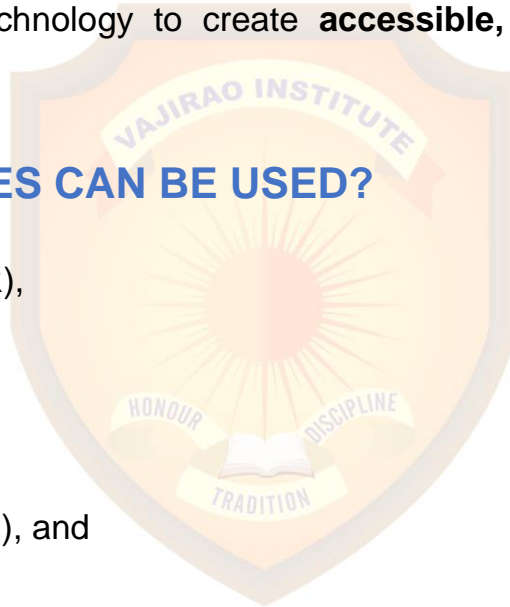 chnology to create accessible,
VAJIRAO INSTITUTE
ES CAN BE USED?
),
HONOUR
DISCIPLINE
TRADITION
), and